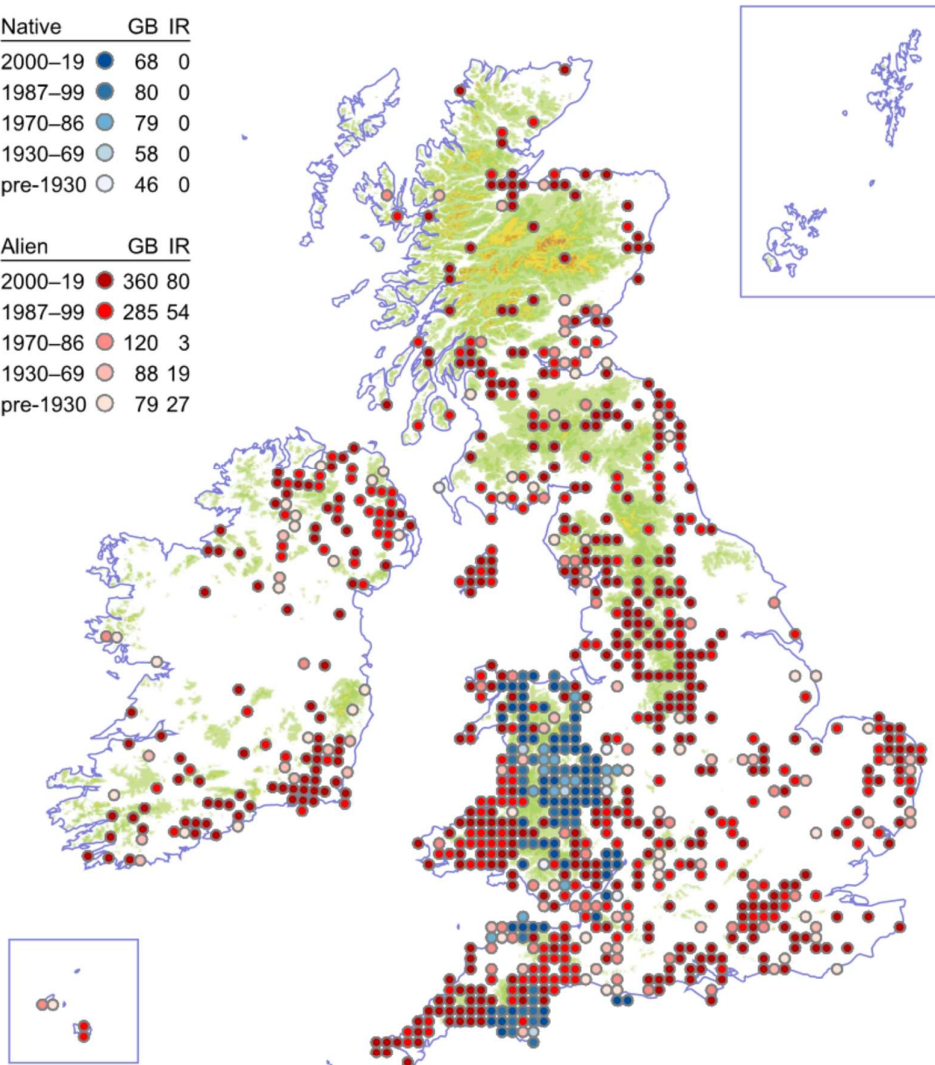 Native GB IR
2000–19 68 0
1987–99 80 0
1970–86 79 0
1930–69 58 0
pre-1930 46 0
Alien GB IR
2000–19 360 80
1987–99 285 54
1970–86 120 3
1930–69 88 19
pre-1930 79 27